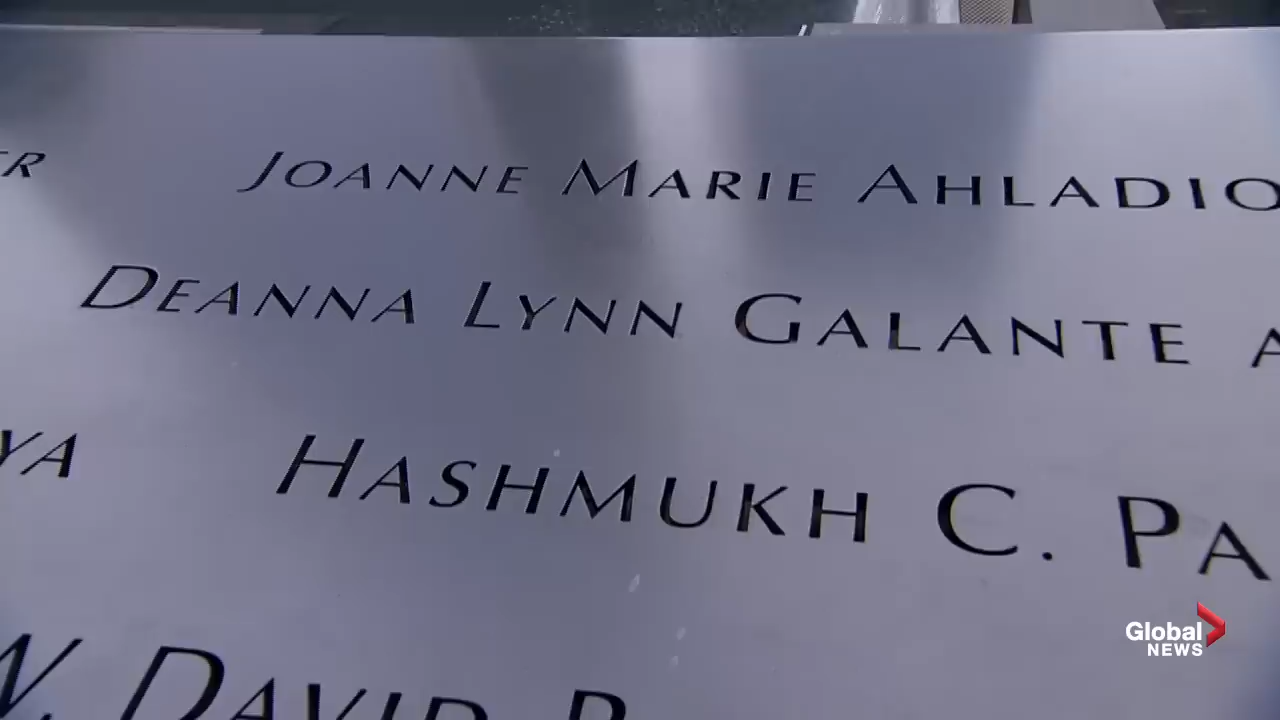 ER JOANNE MARIE AHLADIO
DEANNA LYNN GALANTE A
YA HASHMUKH C. PA
W. DAVID
Global
NEWS